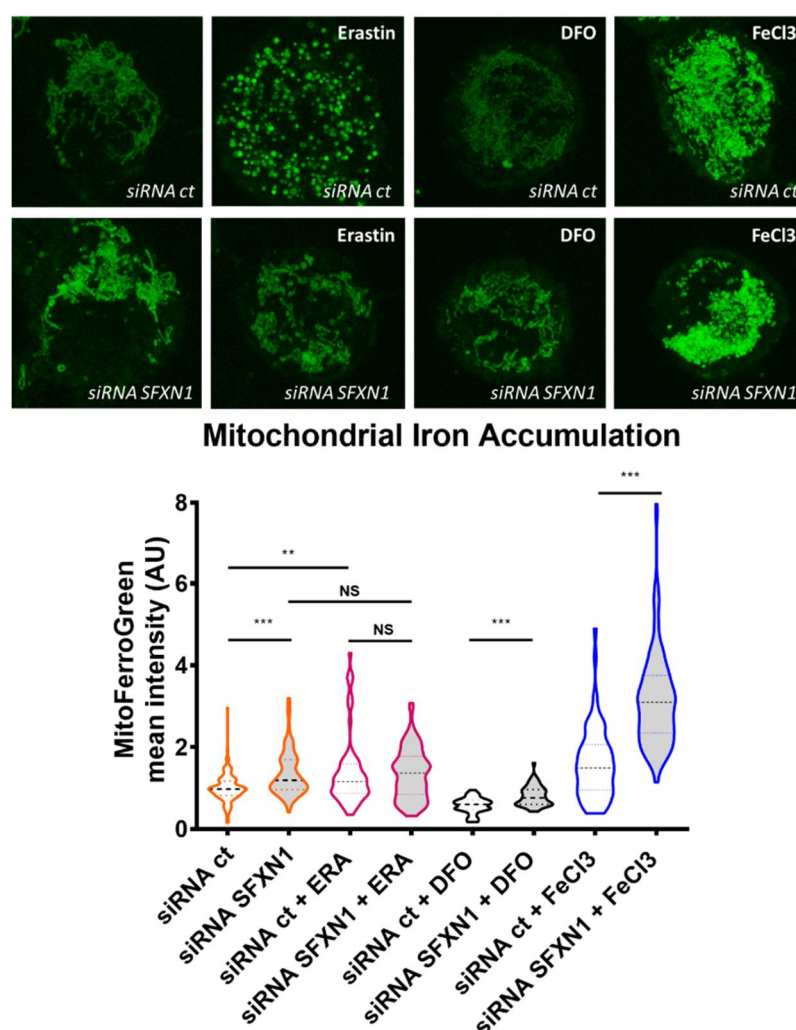 Erastin
DFO
FeCl3
siRNA ct
siRNA ct
siRNA ct
siRNA ct
Erastin
DFO
FeCl3
siRNA SFXN1
siRNA SFXN1
siRNA SFXN1
siRNA SFXN1
Mitochondrial Iron Accumulation
MitoFerroGreen
mean intensity (AU)
8
6
4
2
0
***
**
NS
***
NS
***
siRNA ct
siRNA SFXN1
siRNA ct + ERA
siRNA SFXN1 + ERA
siRNA ct + DFO
siRNA SFXN1 + DFO
siRNA ct + FeCl3
siRNA SFXN1 + FeCl3